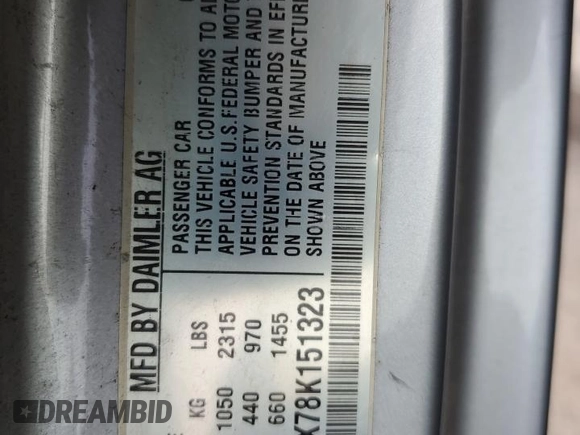 MFD BY DAIMLER AG
KG LBS
1050 2315
440 970
660 1455
PASSENGER CAR
THIS VEHICLE CONFORMS TO
APPLICABLE U.S. FEDERAL MOTOR
VEHICLE SAFETY BUMPER AND
PREVENTION STANDARDS IN
ON THE DATE OF MANUFACTURE
SHOWN ABOVE
X78K151323
DREAMBID